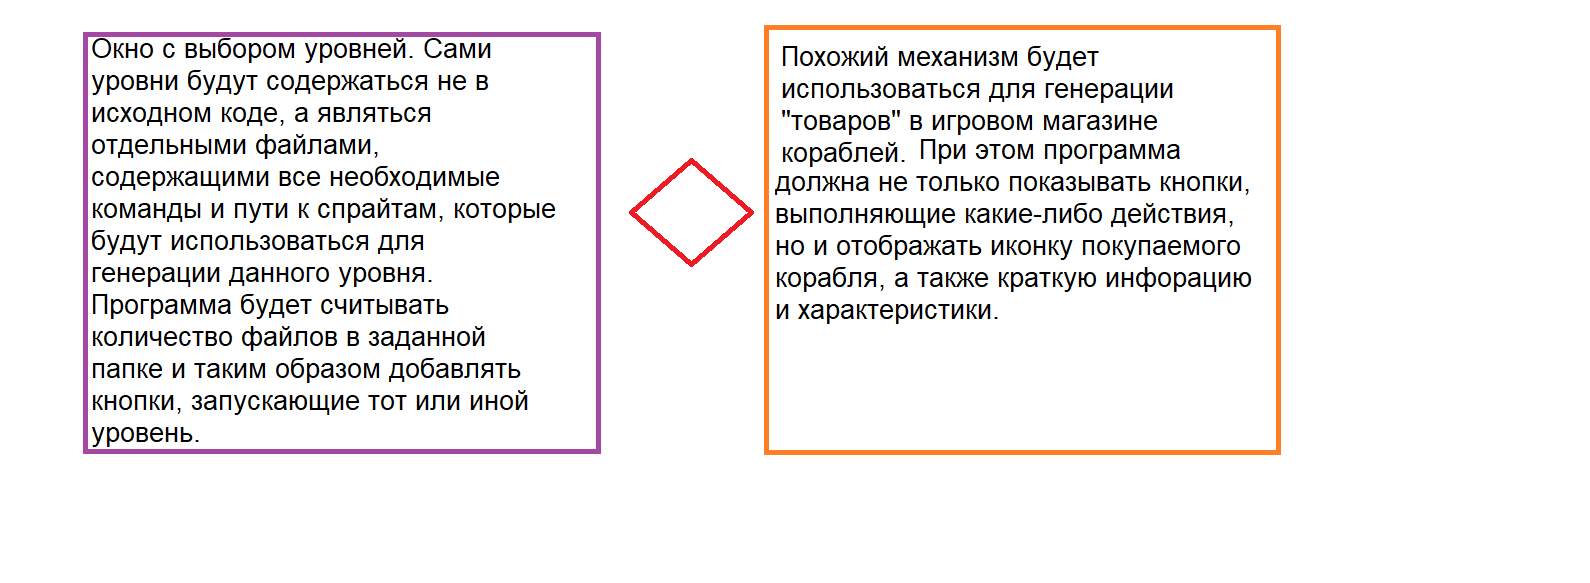 Окно с выбором уровней. Сами
уровни будут содержаться не в
исходном коде, а являться
отдельными файлами,
содержащими все необходимые
команды и пути к спрайтам, которые
будут использоваться для
генерации данного уровня.
Программа будет считывать
количество файлов в заданной
папке и таким образом добавлять
кнопки, запускающие тот или иной
уровень.
Похожий механизм будет
использоваться для генерации
"товаров" в игровом магазине
кораблей. При этом программа
должна не только показывать кнопки,
выполняющие какие-либо действия,
но и отображать иконку покупаемого
корабля, а также краткую инфорацию
и характеристики.